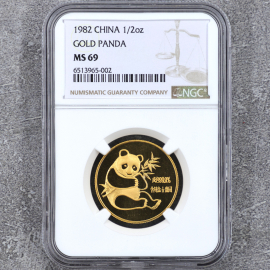 1982 CHINA 1/2oz
GOLD PANDA
MS 69
6513965-002
NUMISMATIC GUARANTY COMPANY
NGC